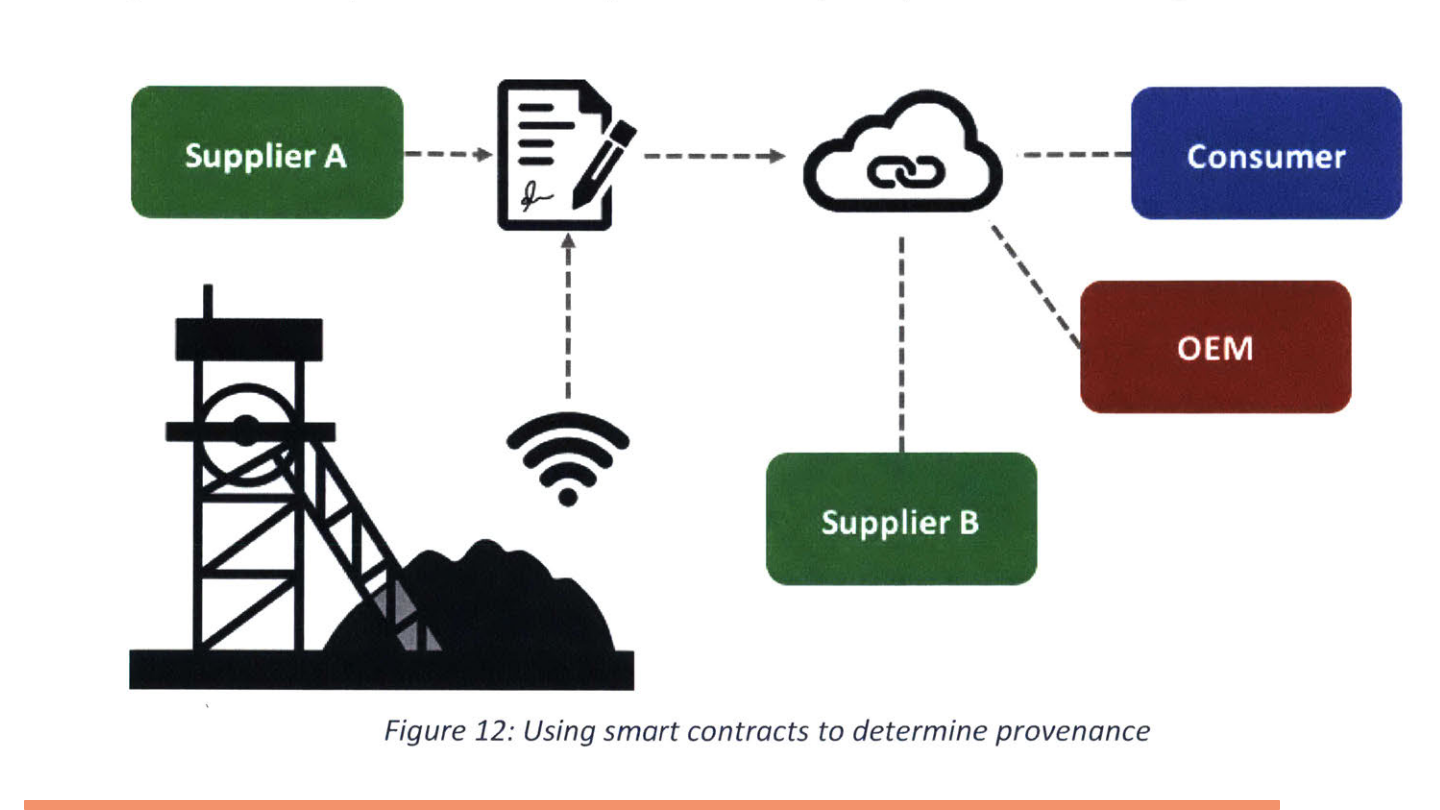 Supplier A
Consumer
OEM
Supplier B
Figure 12: Using smart contracts to determine provenance